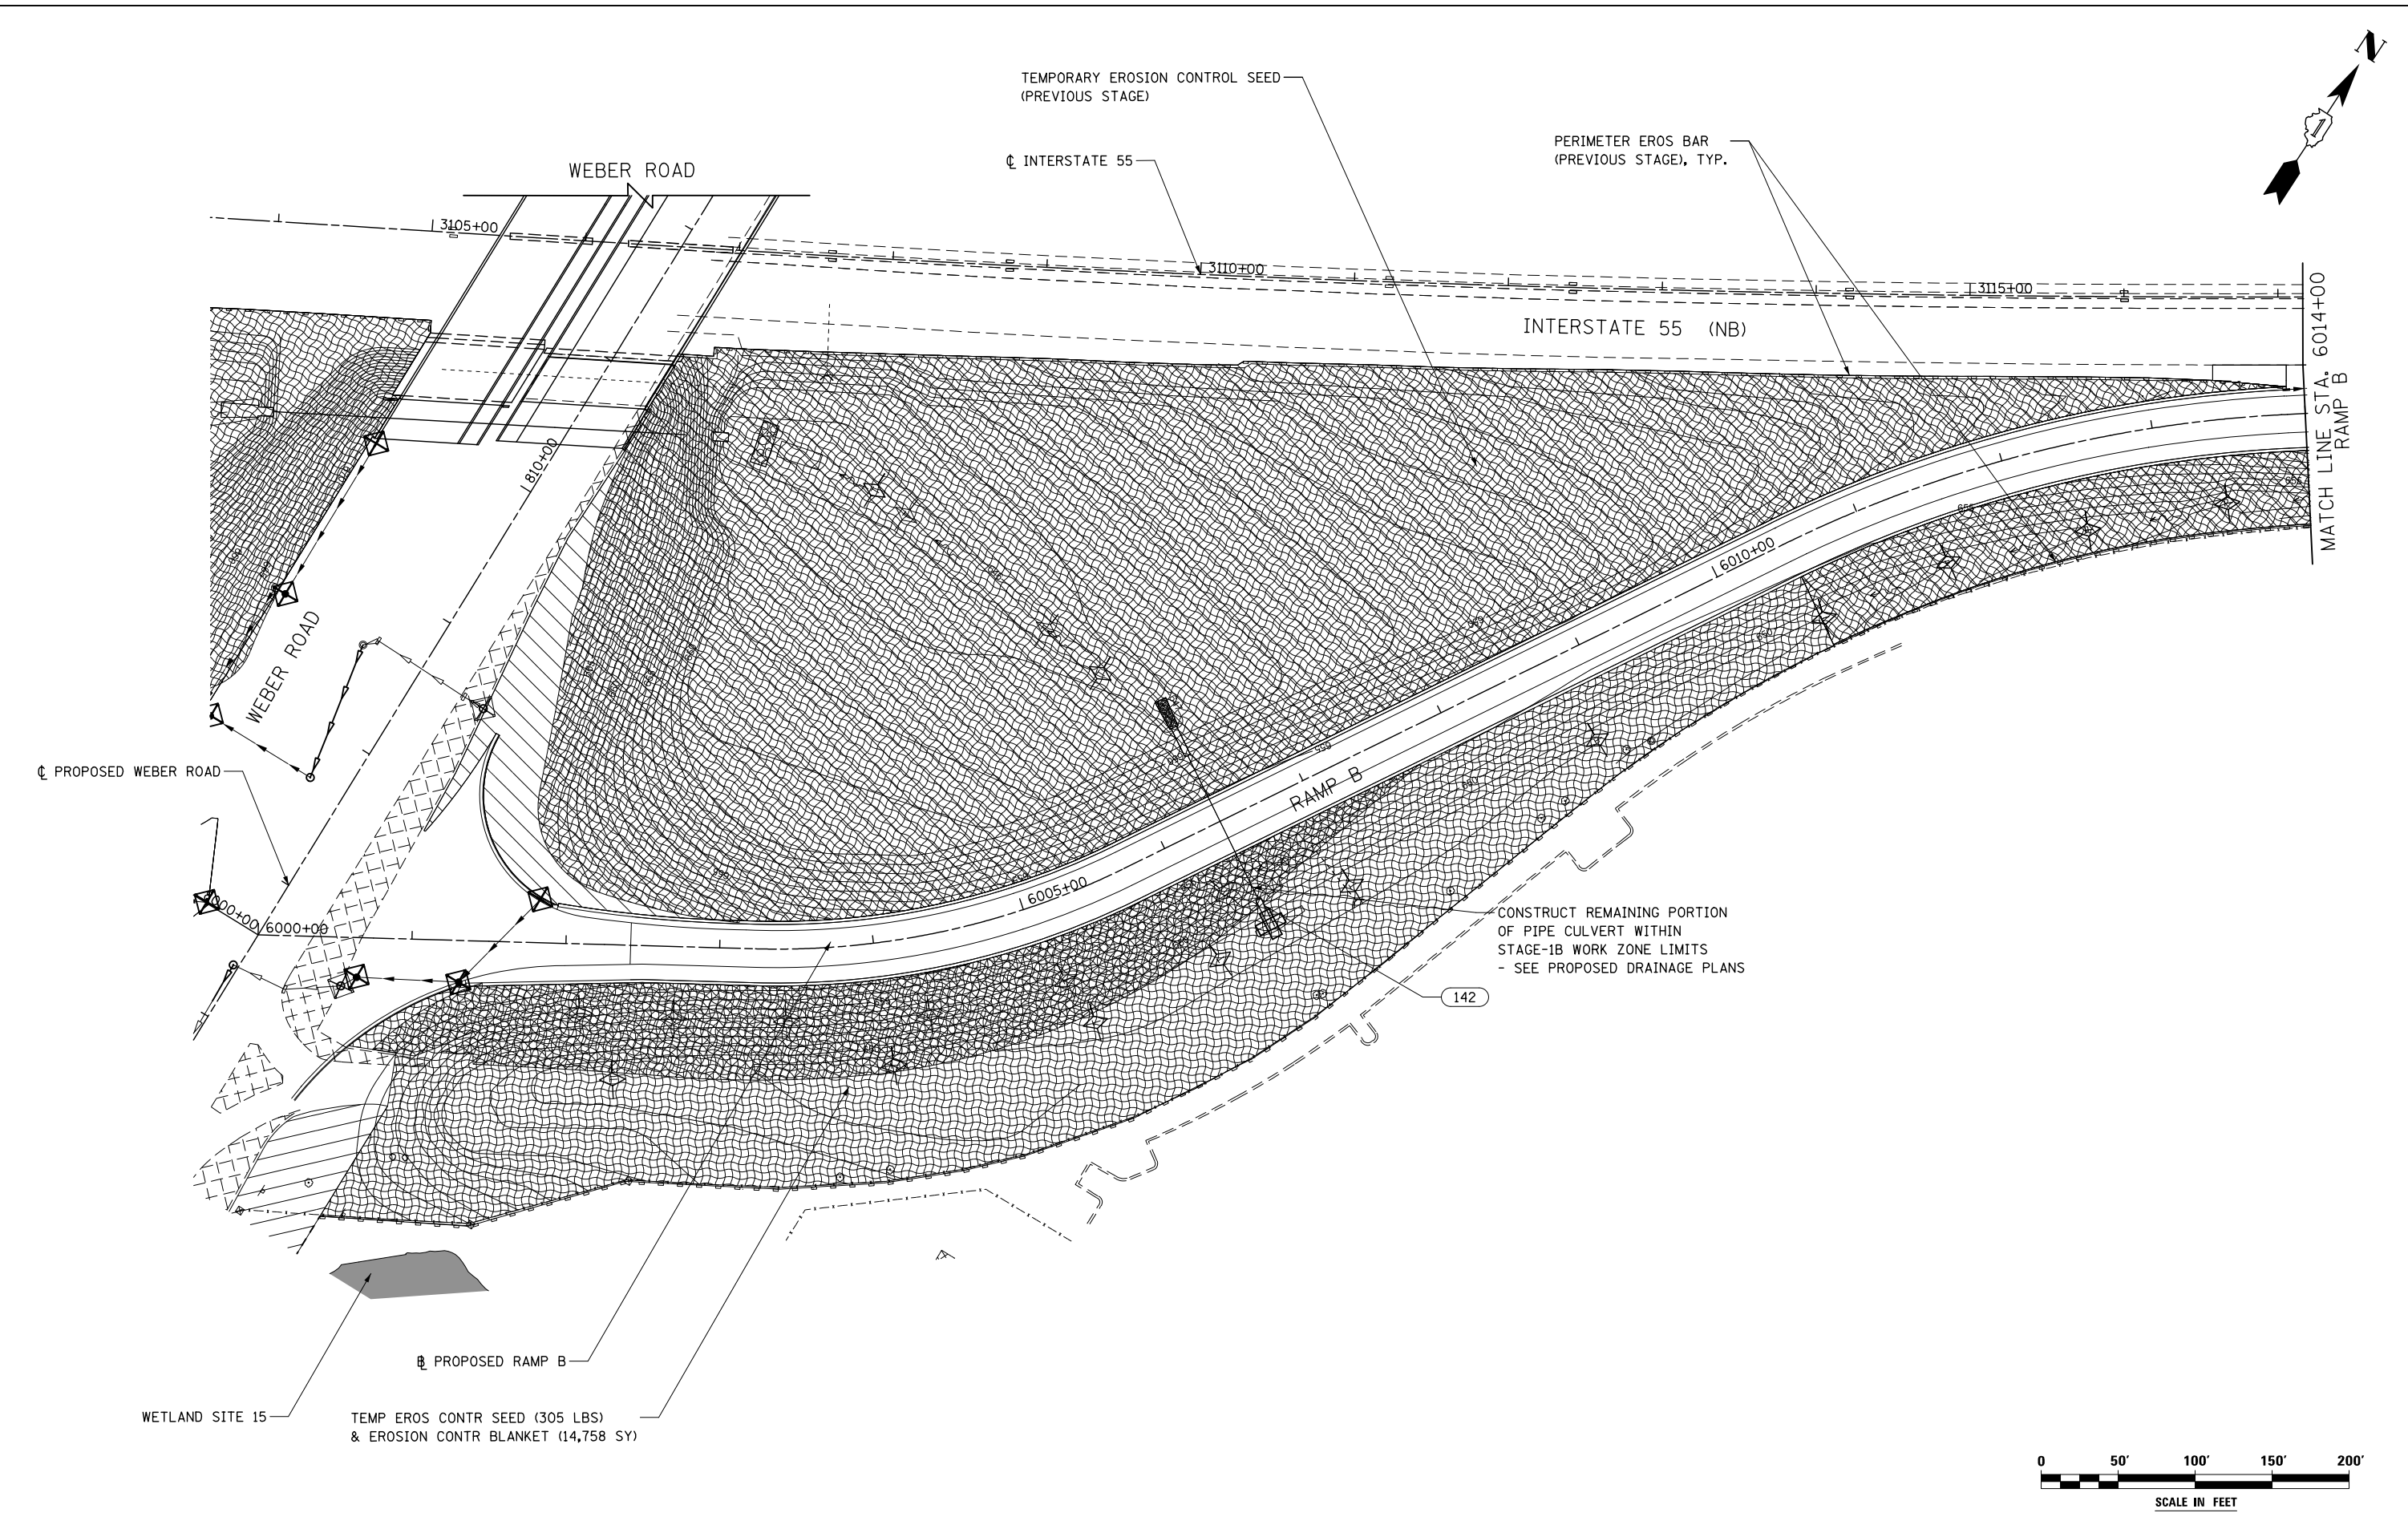 N
TEMPORARY EROSION CONTROL SEED
(PREVIOUS STAGE)
PERIMETER EROS BAR
(PREVIOUS STAGE), TYP.
℄ INTERSTATE 55
WEBER ROAD
3105+00
3110+00
3115+00
INTERSTATE 55 (NB)
MATCH LINE STA. 6014+00
RAMP B
810+00
6010+00
WEBER ROAD
℄ PROPOSED WEBER ROAD
RAMP B
6005+00
6000+00
CONSTRUCT REMAINING PORTION
OF PIPE CULVERT WITHIN
STAGE-1B WORK ZONE LIMITS
- SEE PROPOSED DRAINAGE PLANS
142
PROPOSED RAMP B
WETLAND SITE 15
TEMP EROS CONTR SEED (305 LBS)
& EROSION CONTR BLANKET (14,758 SY)
0 50' 100' 150' 200'
SCALE IN FEET